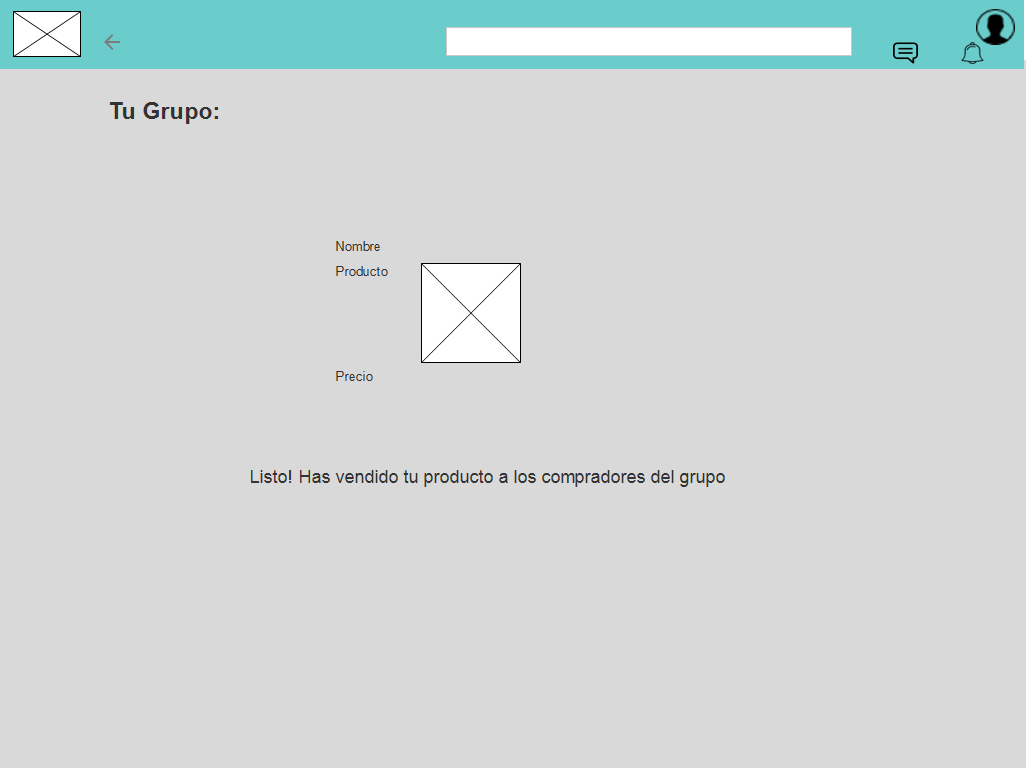 Tu Grupo:
Nombre
Producto
Precio
Listo! Has vendido tu producto a los compradores del grupo